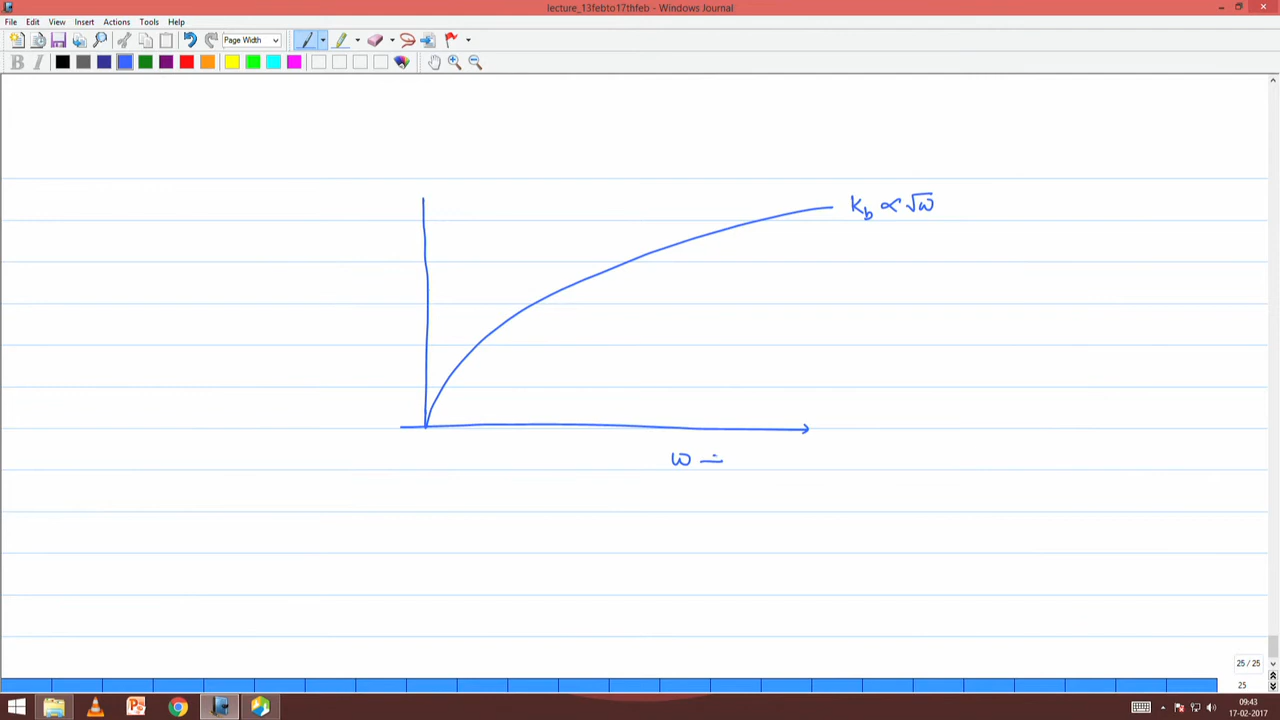 lecture_13febto17thfeb - Windows Journal
File Edit View Insert Actions Tools Help
Page Width
B I
k_b ∝ √ω
ω
25 / 25
25
09:43
17-02-2017